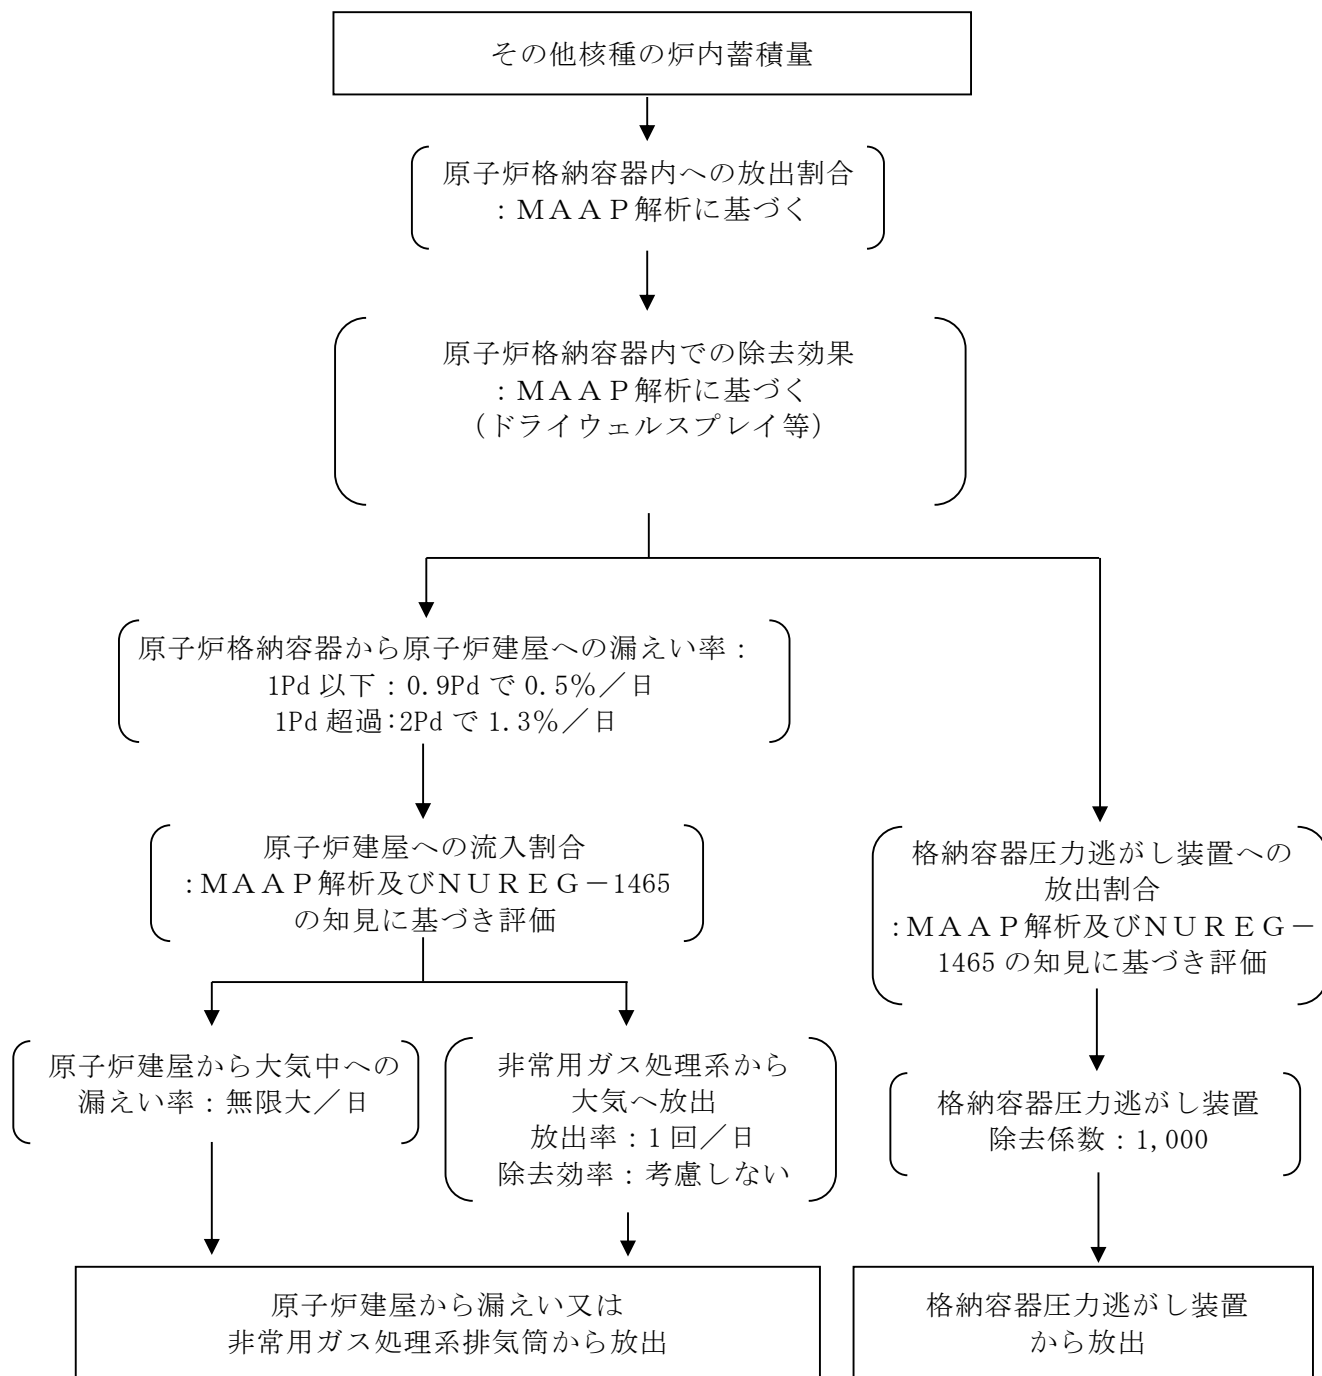 その他核種の炉内蓄積量
原子炉格納容器内への放出割合
：ＭＡＡＰ解析に基づく
原子炉格納容器内での除去効果
：ＭＡＡＰ解析に基づく
（ドライウェルスプレイ等）
原子炉格納容器から原子炉建屋への漏えい率：
1Pd 以下：0.9Pd で 0.5％／日
1Pd 超過：2Pd で 1.3％／日
原子炉建屋への流入割合
：ＭＡＡＰ解析及びＮＵＲＥＧ－1465
の知見に基づき評価
格納容器圧力逃がし装置への
放出割合
：ＭＡＡＰ解析及びＮＵＲＥＧ－
1465 の知見に基づき評価
原子炉建屋から大気中への
漏えい率：無限大／日
非常用ガス処理系から
大気へ放出
放出率：1 回／日
除去効率：考慮しない
格納容器圧力逃がし装置
除去係数：1,000
原子炉建屋から漏えい又は
非常用ガス処理系排気筒から放出
格納容器圧力逃がし装置
から放出